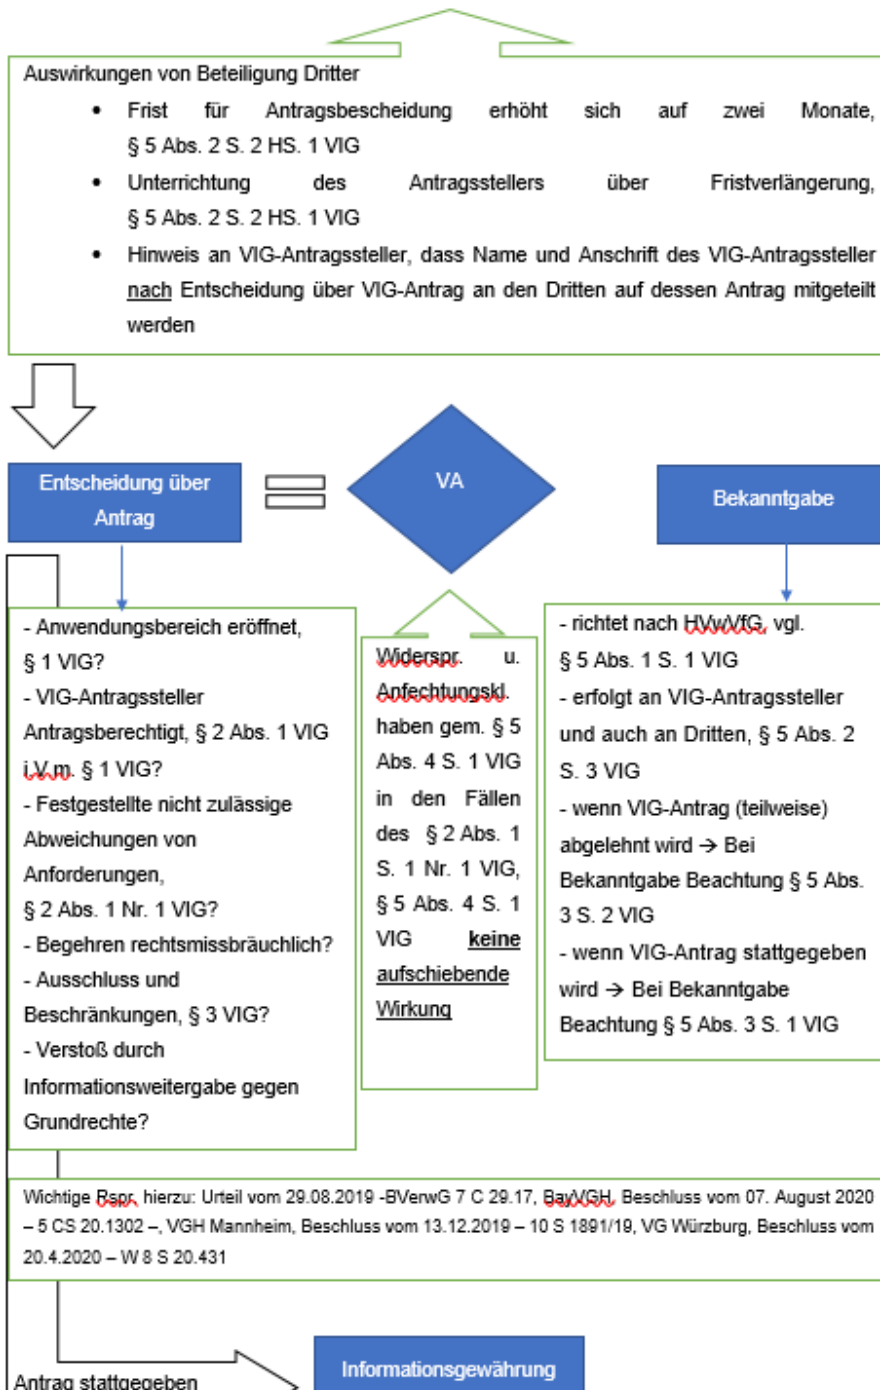 Auswirkungen von Beteiligung Dritter
• Frist für Antragsbescheidung erhöht sich auf zwei Monate,
§ 5 Abs. 2 S. 2 HS. 1 VIG
• Unterrichtung des Antragsstellers über Fristverlängerung,
§ 5 Abs. 2 S. 2 HS. 1 VIG
• Hinweis an VIG-Antragssteller, dass Name und Anschrift des VIG-Antragssteller
nach Entscheidung über VIG-Antrag an den Dritten auf dessen Antrag mitgeteilt
werden
Entscheidung über
Antrag
VA
Bekanntgabe
- Anwendungsbereich eröffnet,
§ 1 VIG?
- VIG-Antragssteller
Antragsberechtigt, § 2 Abs. 1 VIG
i.V.m. § 1 VIG?
- Festgestellte nicht zulässige
Abweichungen von
Anforderungen,
§ 2 Abs. 1 Nr. 1 VIG?
- Begehren rechtsmissbräuchlich?
- Ausschluss und
Beschränkungen, § 3 VIG?
- Verstoß durch
Informationsweitergabe gegen
Grundrechte?
Widerspr. u.
Anfechtungskl.
haben gem. § 5
Abs. 4 S. 1 VIG
in den Fällen
des § 2 Abs. 1
S. 1 Nr. 1 VIG,
§ 5 Abs. 4 S. 1
VIG keine
aufschiebende
Wirkung
- richtet nach HVwVfG, vgl.
§ 5 Abs. 1 S. 1 VIG
- erfolgt an VIG-Antragssteller
und auch an Dritten, § 5 Abs. 2
S. 3 VIG
- wenn VIG-Antrag (teilweise)
abgelehnt wird → Bei
Bekanntgabe Beachtung § 5 Abs.
3 S. 2 VIG
- wenn VIG-Antrag stattgegeben
wird → Bei Bekanntgabe
Beachtung § 5 Abs. 3 S. 1 VIG
Wichtige Rspr. hierzu: Urteil vom 29.08.2019 -BVerwG 7 C 29.17, BayVGH, Beschluss vom 07. August 2020
– 5 CS 20.1302 –, VGH Mannheim, Beschluss vom 13.12.2019 – 10 S 1891/19, VG Würzburg, Beschluss vom
20.4.2020 – W 8 S 20.431
Informationsgewährung
Antrag stattgegeben